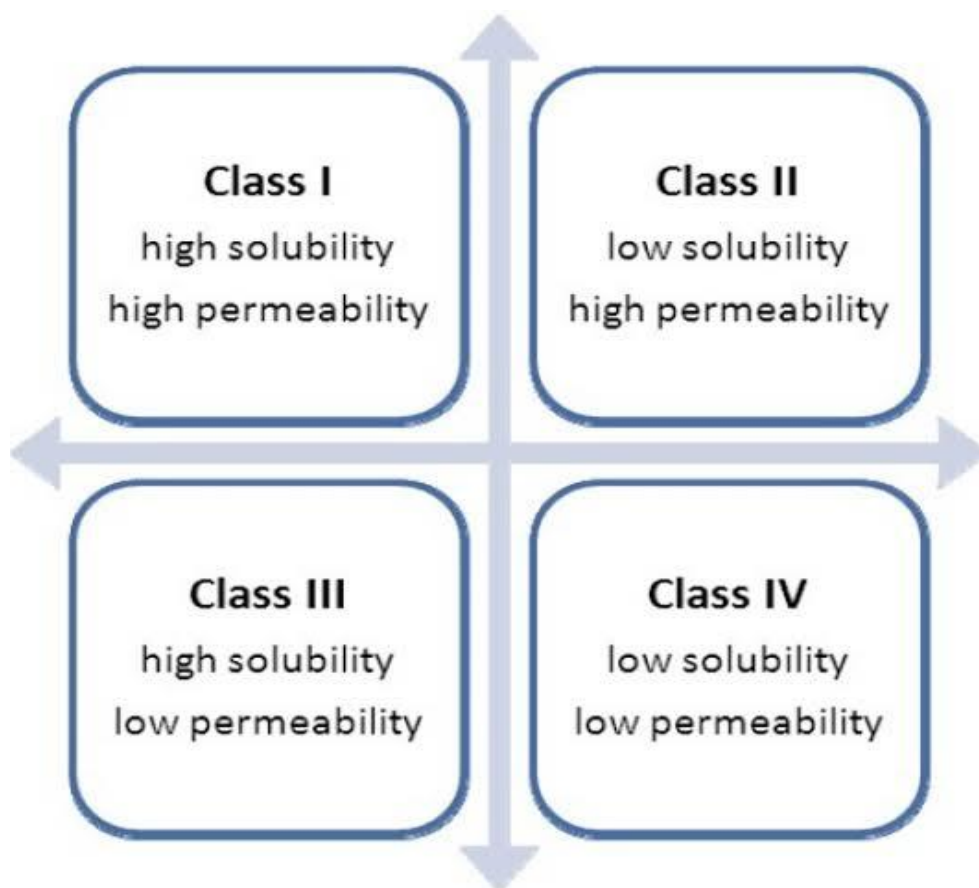 Class I
high solubility
high permeability
Class II
low solubility
high permeability
Class III
high solubility
low permeability
Class IV
low solubility
low permeability